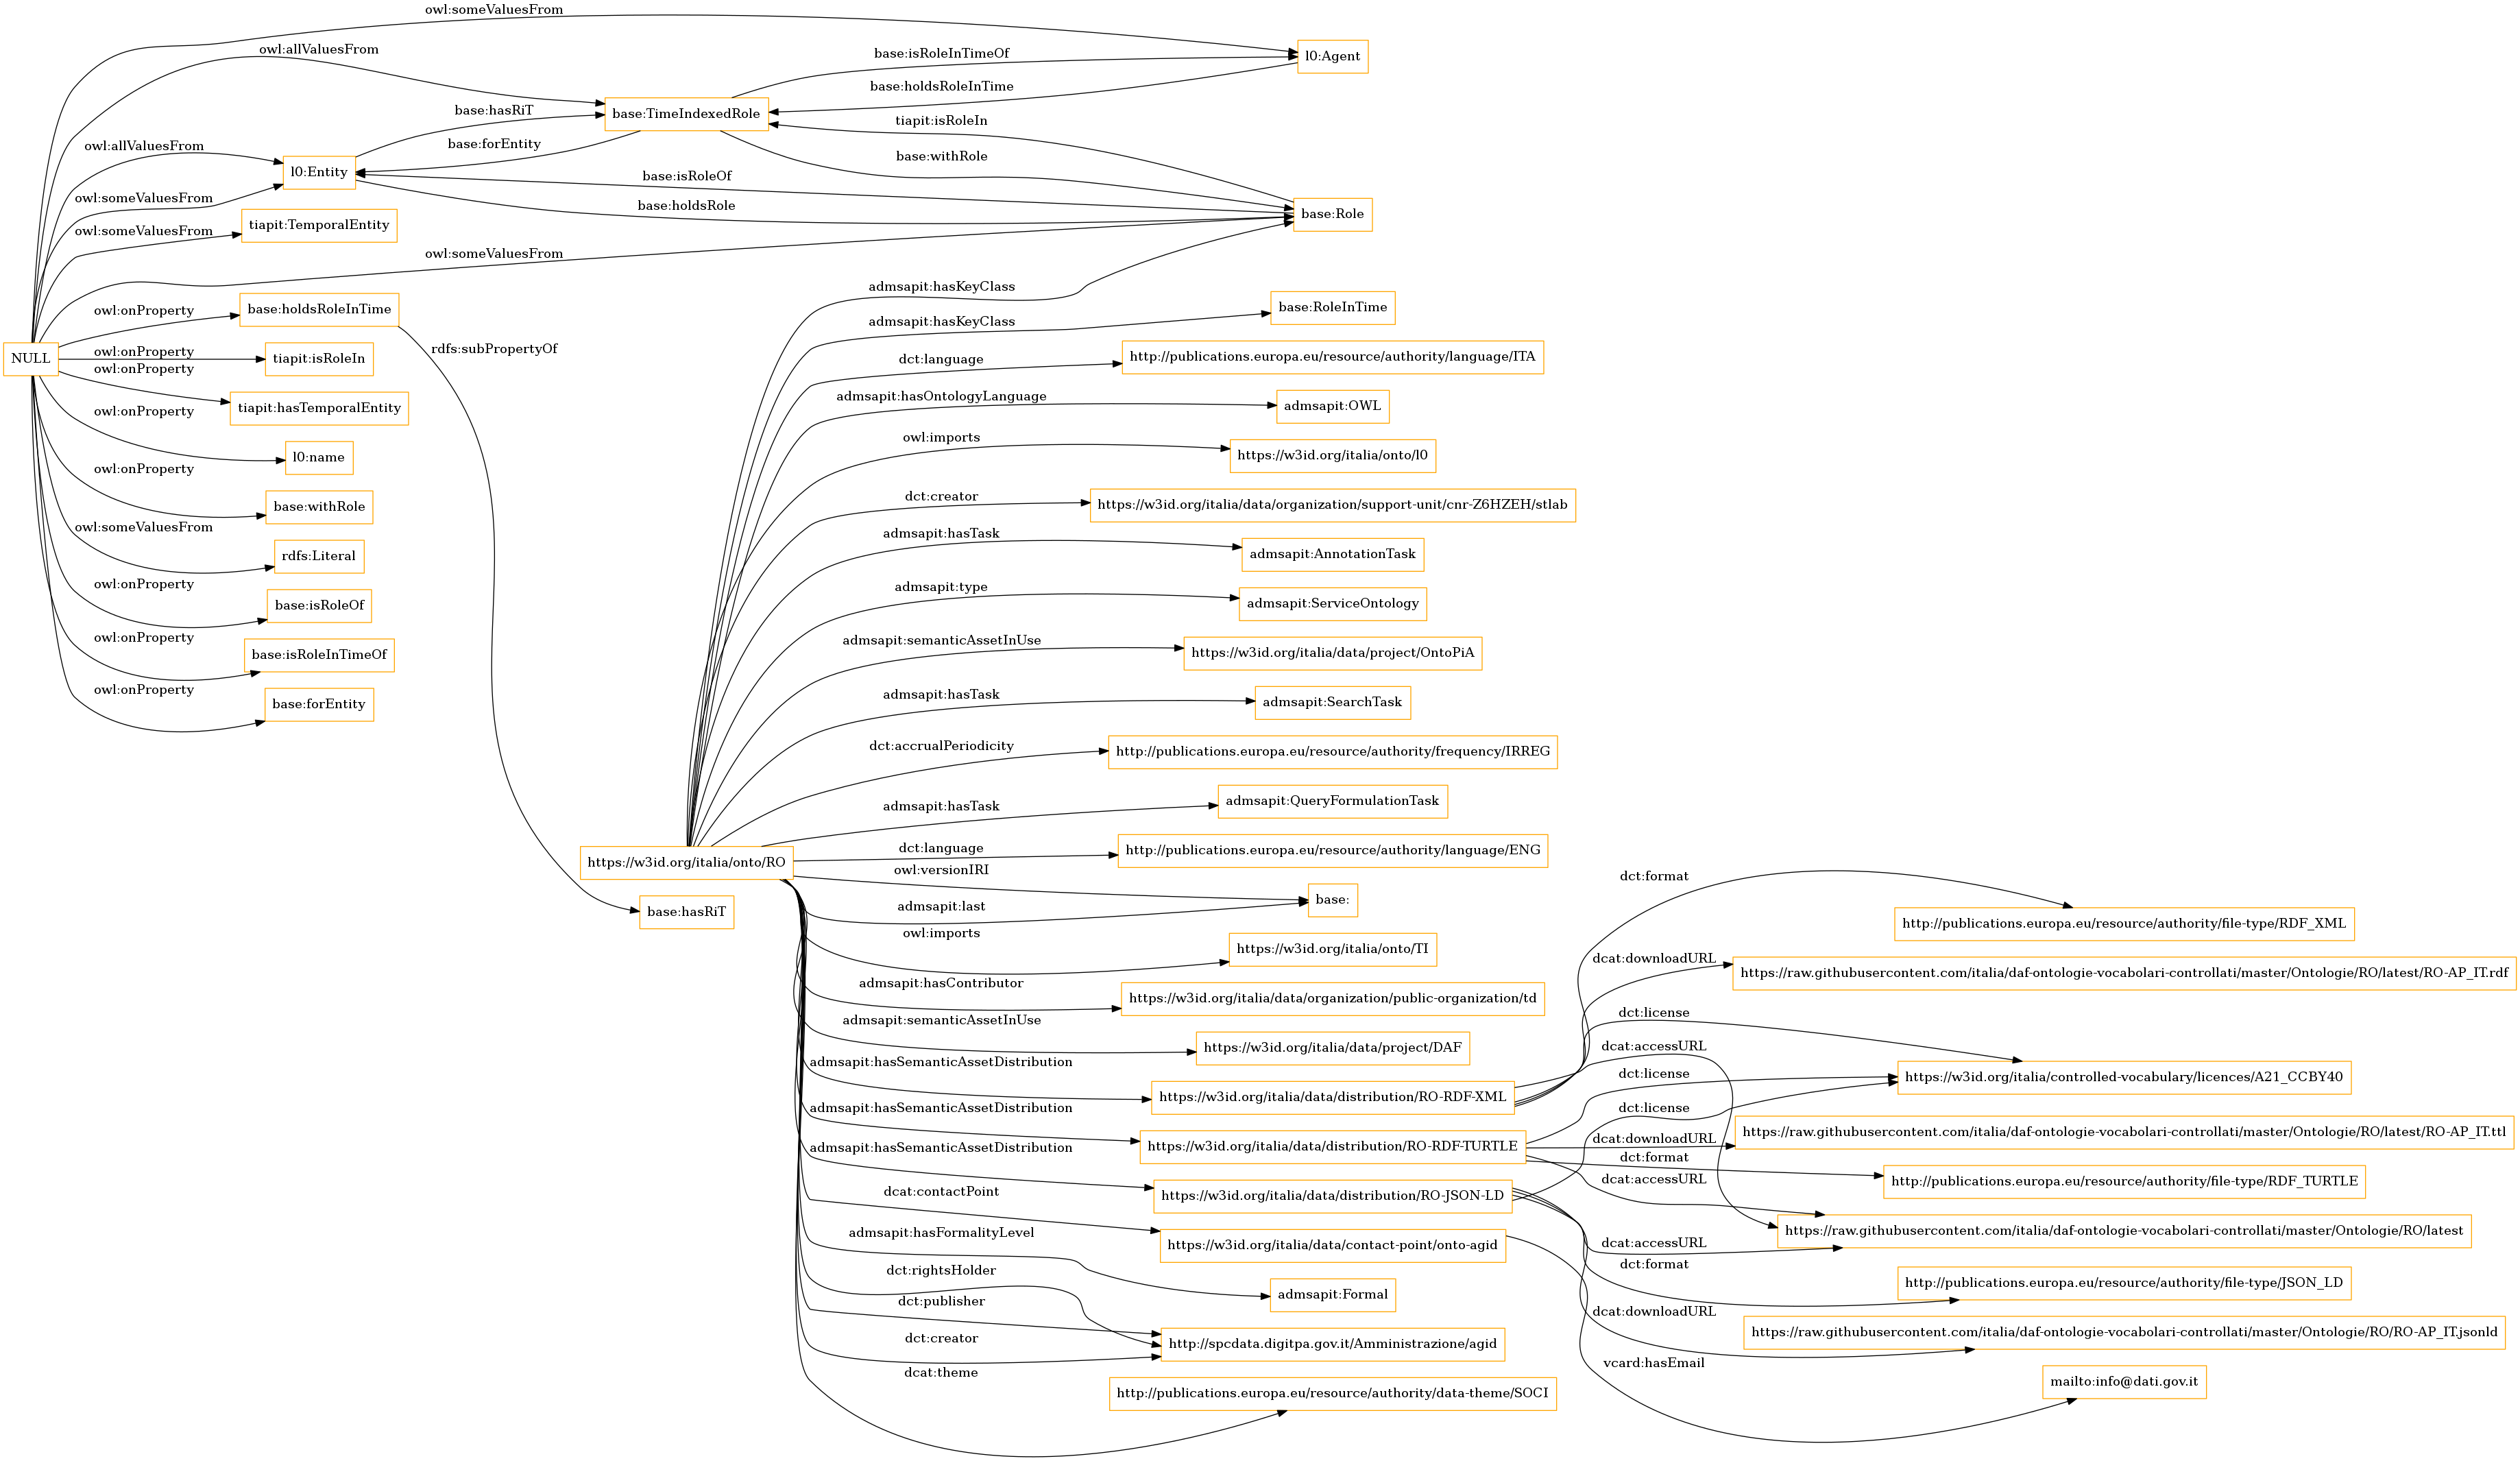 owl:someValuesFrom
owl:allValuesFrom
base:isRoleInTimeOf
l0:Agent
base:holdsRoleInTime
base:hasRiT
base:TimeIndexedRole
tiapit:isRoleIn
owl:allValuesFrom
base:forEntity
base:withRole
l0:Entity
base:isRoleOf
owl:someValuesFrom
base:holdsRole
base:Role
tiapit:TemporalEntity
owl:someValuesFrom
owl:someValuesFrom
admsapit:hasKeyClass
owl:onProperty
base:holdsRoleInTime
base:RoleInTime
admsapit:hasKeyClass
rdfs:subPropertyOf
NULL
owl:onProperty
tiapit:isRoleIn
dct:language
http://publications.europa.eu/resource/authority/language/ITA
owl:onProperty
admsapit:hasOntologyLanguage
admsapit:OWL
tiapit:hasTemporalEntity
owl:onProperty
owl:imports
https://w3id.org/italia/onto/l0
l0:name
owl:onProperty
dct:creator
https://w3id.org/italia/data/organization/support-unit/cnr-Z6HZEH/stlab
base:withRole
owl:someValuesFrom
admsapit:hasTask
admsapit:AnnotationTask
rdfs:Literal
owl:onProperty
admsapit:type
admsapit:ServiceOntology
base:isRoleOf
owl:onProperty
admsapit:semanticAssetInUse
https://w3id.org/italia/data/project/OntoPiA
base:isRoleInTimeOf
owl:onProperty
admsapit:hasTask
admsapit:SearchTask
base:forEntity
dct:accrualPeriodicity
http://publications.europa.eu/resource/authority/frequency/IRREG
admsapit:hasTask
admsapit:QueryFormulationTask
https://w3id.org/italia/onto/RO
dct:language
http://publications.europa.eu/resource/authority/language/ENG
owl:versionIRI
base:
admsapit:last
base:hasRiT
dct:format
http://publications.europa.eu/resource/authority/file-type/RDF_XML
owl:imports
https://w3id.org/italia/onto/TI
dcat:downloadURL
https://raw.githubusercontent.com/italia/daf-ontologie-vocabolari-controllati/master/Ontologie/RO/latest/RO-AP_IT.rdf
admsapit:hasContributor
https://w3id.org/italia/data/organization/public-organization/td
dct:license
admsapit:semanticAssetInUse
https://w3id.org/italia/data/project/DAF
dcat:accessURL
admsapit:hasSemanticAssetDistribution
https://w3id.org/italia/data/distribution/RO-RDF-XML
dct:license
https://w3id.org/italia/controlled-vocabulary/licences/A21_CCBY40
admsapit:hasSemanticAssetDistribution
dct:license
https://w3id.org/italia/data/distribution/RO-RDF-TURTLE
dcat:downloadURL
https://raw.githubusercontent.com/italia/daf-ontologie-vocabolari-controllati/master/Ontologie/RO/latest/RO-AP_IT.ttl
admsapit:hasSemanticAssetDistribution
dct:format
http://publications.europa.eu/resource/authority/file-type/RDF_TURTLE
dcat:accessURL
https://w3id.org/italia/data/distribution/RO-JSON-LD
dcat:contactPoint
https://raw.githubusercontent.com/italia/daf-ontologie-vocabolari-controllati/master/Ontologie/RO/latest
https://w3id.org/italia/data/contact-point/onto-agid
dcat:accessURL
admsapit:hasFormalityLevel
dct:format
http://publications.europa.eu/resource/authority/file-type/JSON_LD
dct:rightsHolder
admsapit:Formal
dct:publisher
dcat:downloadURL
https://raw.githubusercontent.com/italia/daf-ontologie-vocabolari-controllati/master/Ontologie/RO/RO-AP_IT.jsonld
dct:creator
http://spcdata.digitpa.gov.it/Amministrazione/agid
vcard:hasEmail
mailto:info@dati.gov.it
dcat:theme
http://publications.europa.eu/resource/authority/data-theme/SOCI